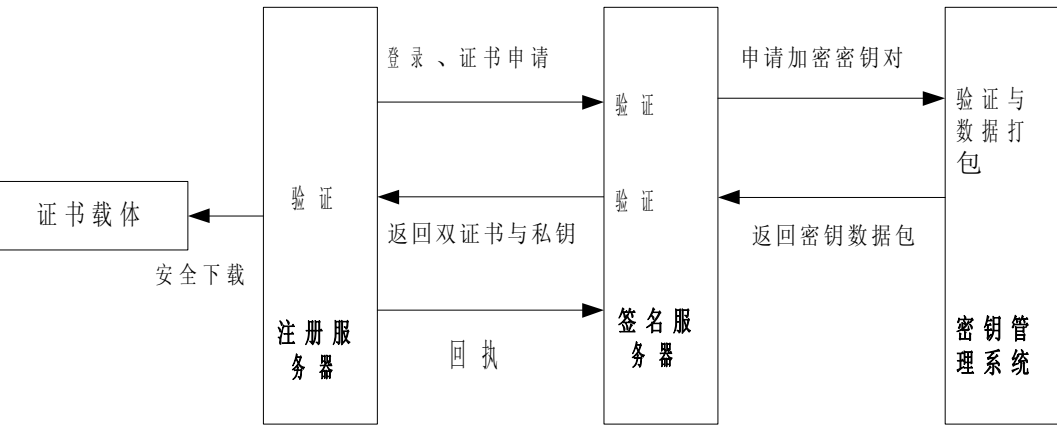 登录、证书申请
申请加密密钥对
验证
验证与
数据打
包
证书载体
验证
验证
返回双证书与私钥
返回密钥数据包
安全下载
注册服
务器
回执
签名服
务器
密钥管
理系统